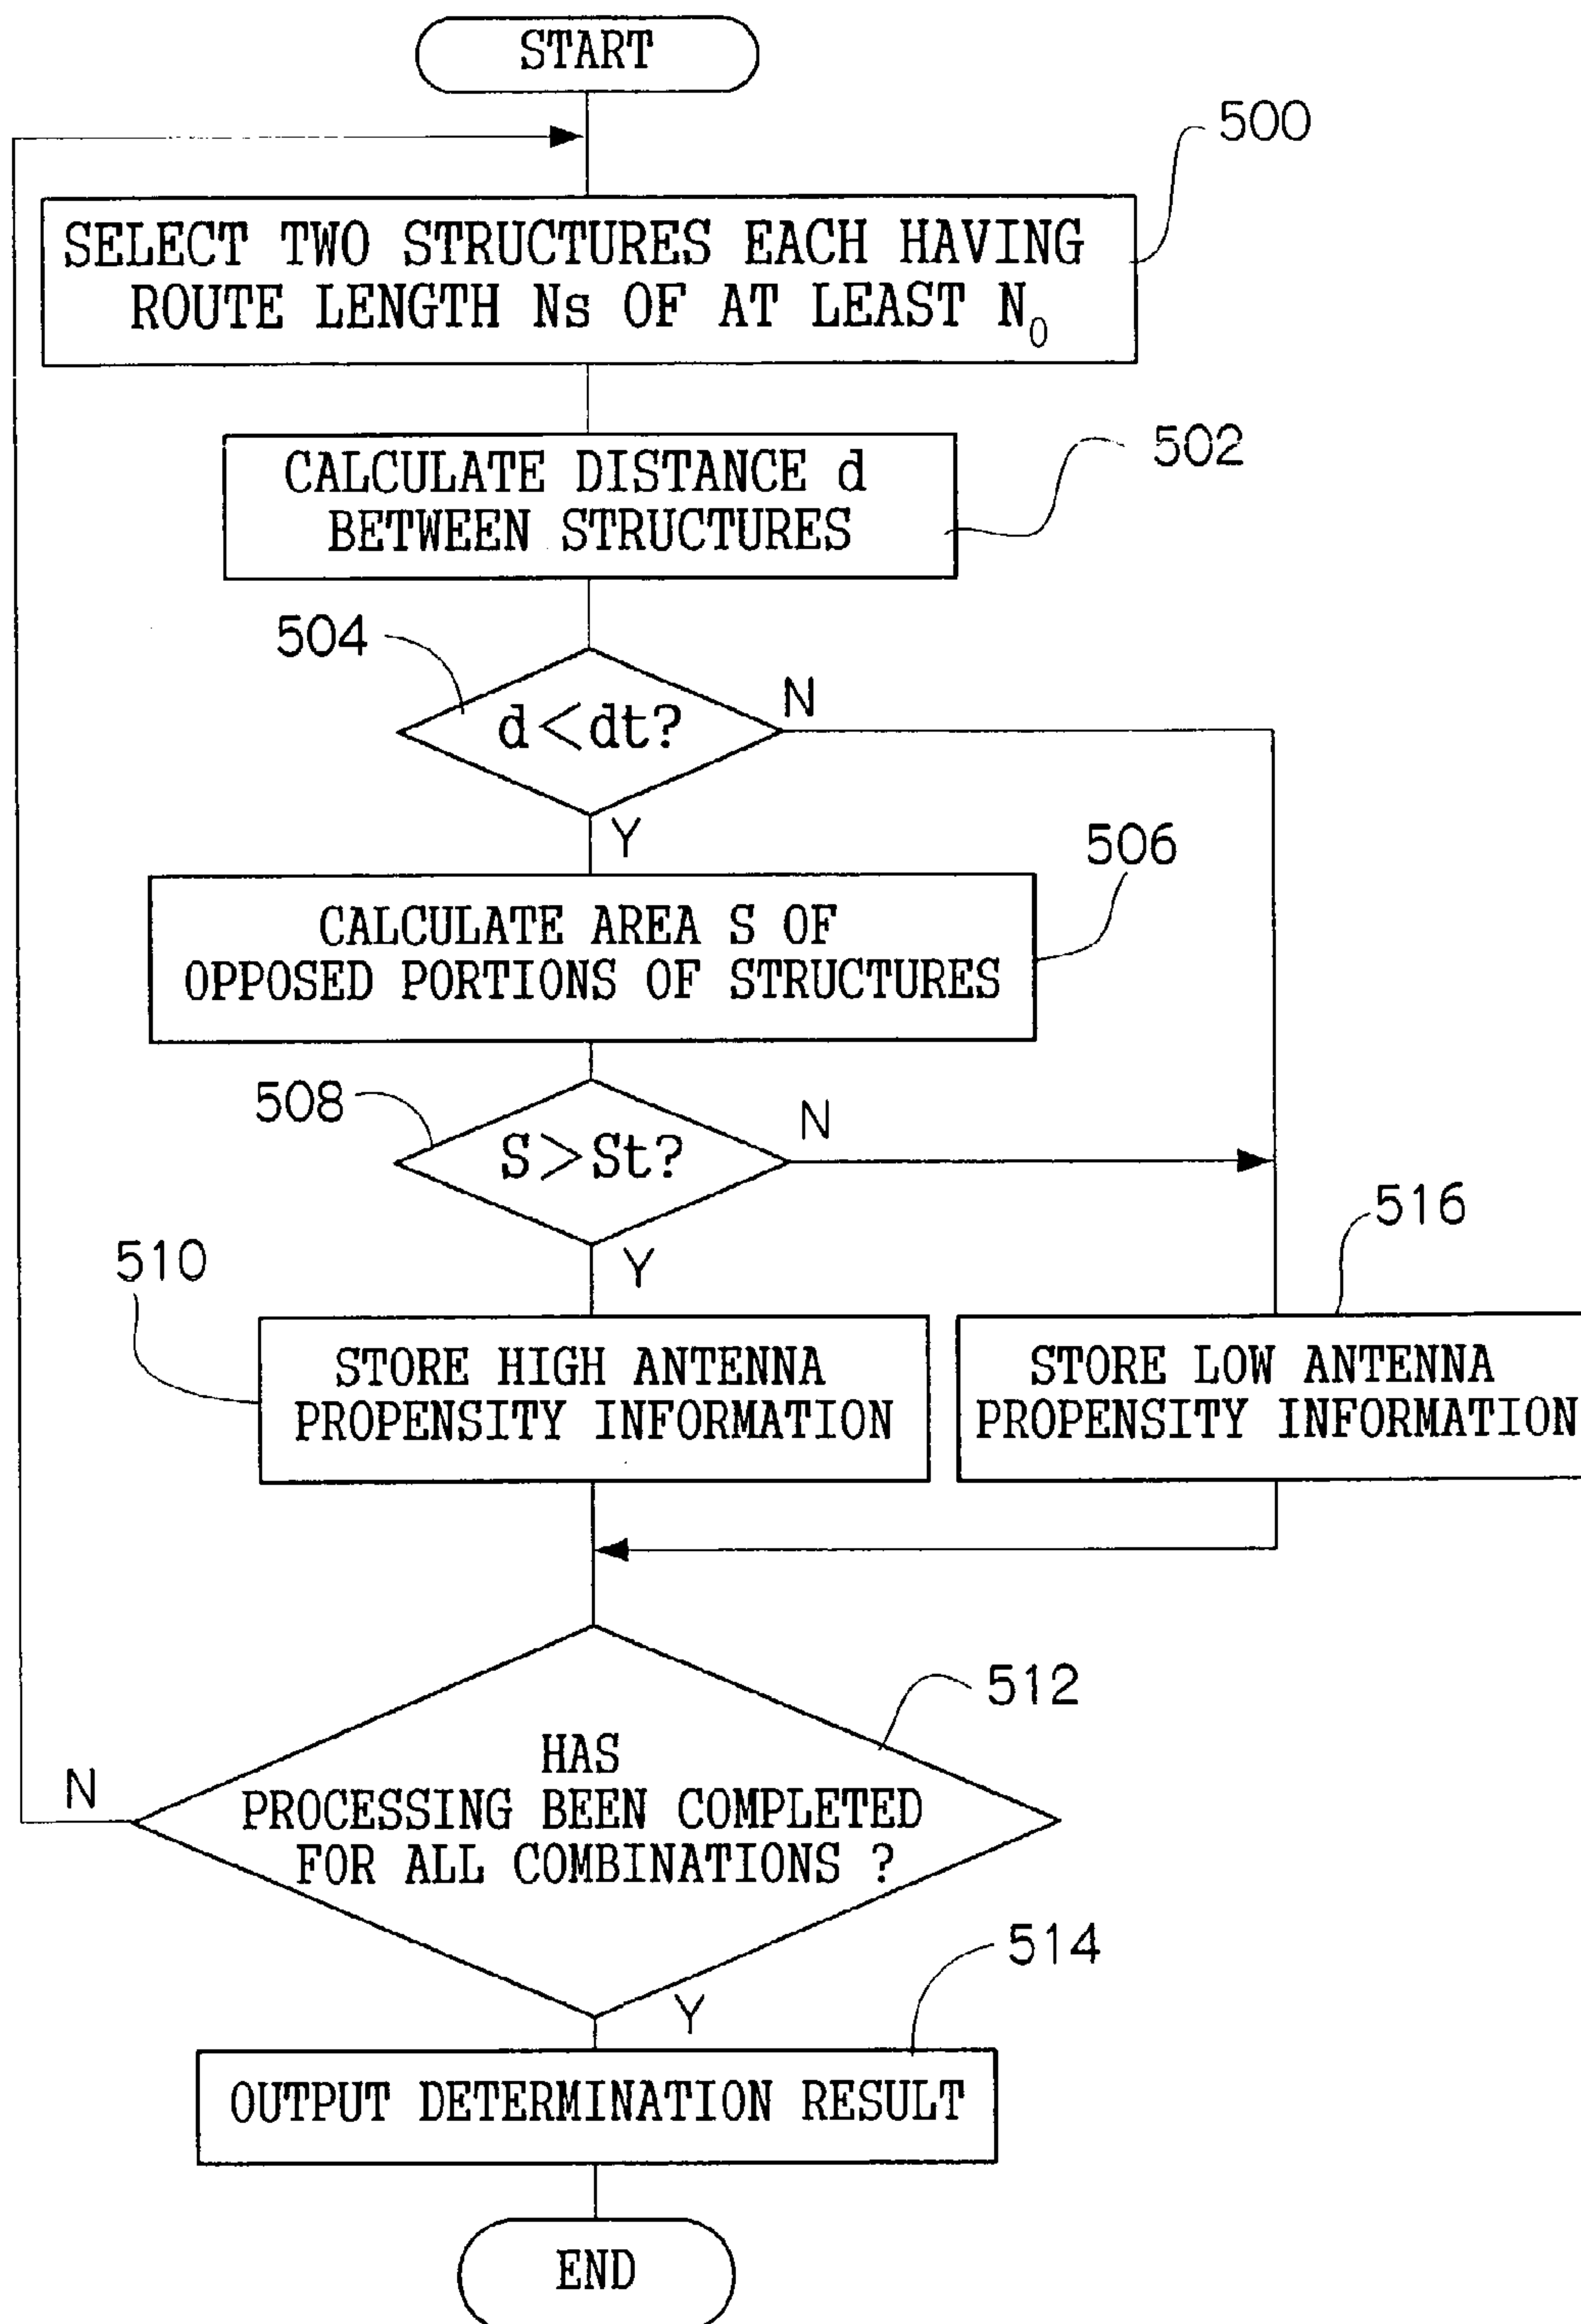 START
500
SELECT TWO STRUCTURES EACH HAVING
ROUTE LENGTH Ns OF AT LEAST N₀
502
CALCULATE DISTANCE d
BETWEEN STRUCTURES
504
d<dt?
N
Y
506
CALCULATE AREA S OF
OPPOSED PORTIONS OF STRUCTURES
508
S>St?
N
Y
510
STORE HIGH ANTENNA
PROPENSITY INFORMATION
516
STORE LOW ANTENNA
PROPENSITY INFORMATION
512
HAS
PROCESSING BEEN COMPLETED
FOR ALL COMBINATIONS ?
N
Y
514
OUTPUT DETERMINATION RESULT
END